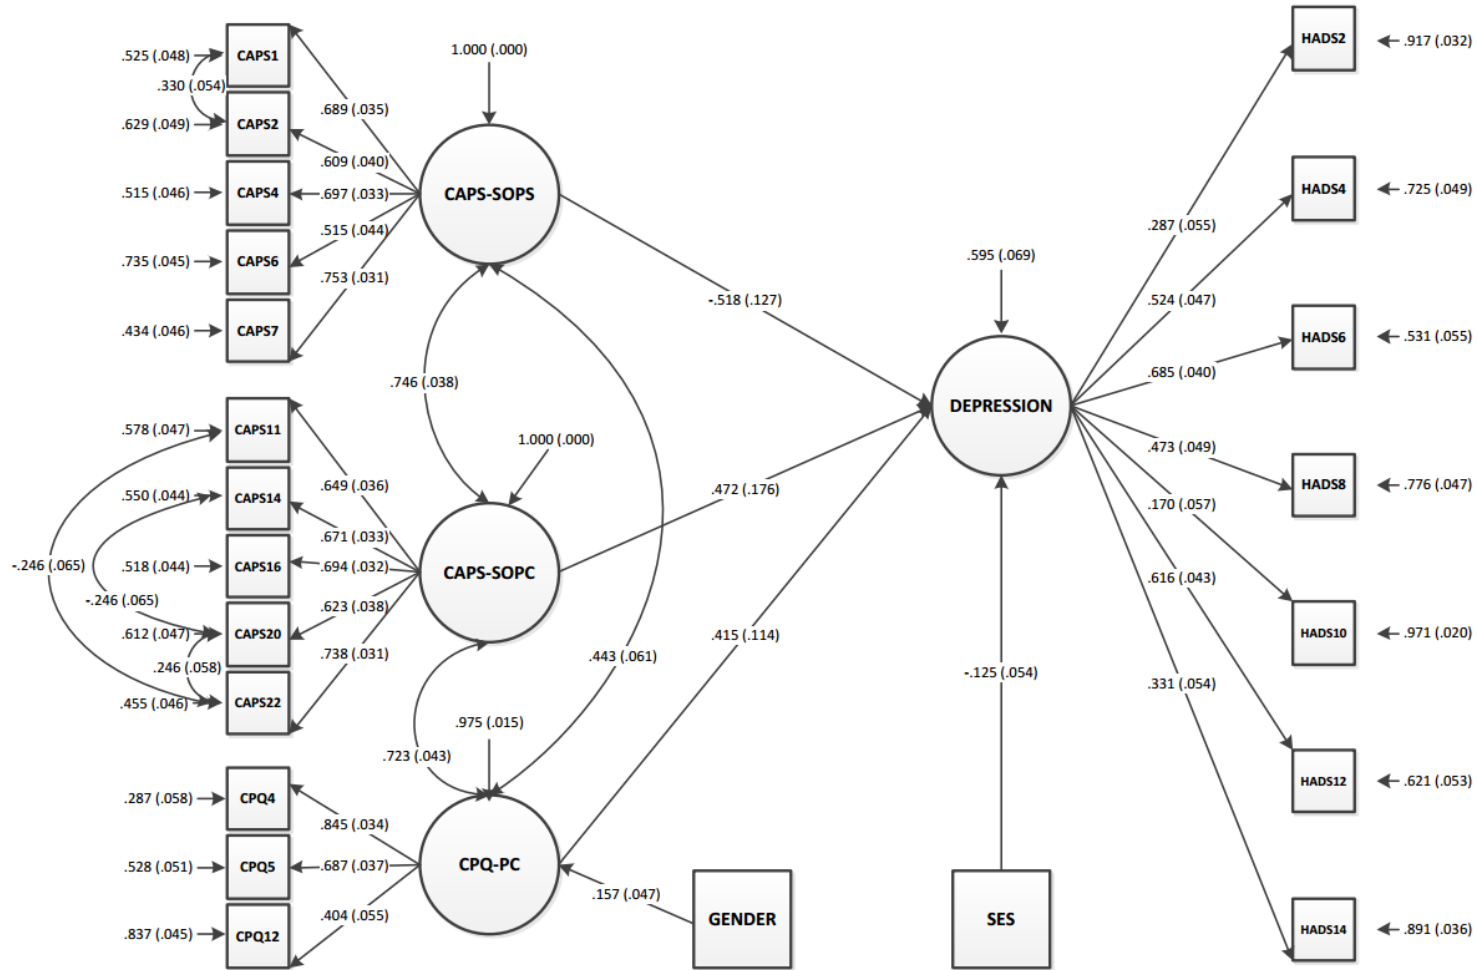 HADS2
.917 (.032)
.525 (.048)
CAPS1
1.000 (.000)
.330 (.054)
.689 (.035)
.629 (.049)
CAPS2
.609 (.040)
.515 (.046)
CAPS4
.697 (.033)
CAPS-SOPS
HADS4
.725 (.049)
.515 (.044)
.287 (.055)
.735 (.045)
CAPS6
.595 (.069)
.753 (.031)
-.518 (.127)
.524 (.047)
.434 (.046)
CAPS7
HADS6
.531 (.055)
.746 (.038)
.685 (.040)
DEPRESSION
.578 (.047)
CAPS11
1.000 (.000)
.473 (.049)
.649 (.036)
.472 (.176)
HADS8
.776 (.047)
.550 (.044)
CAPS14
.170 (.057)
.671 (.033)
-.246 (.065)
.518 (.044)
CAPS16
.694 (.032)
CAPS-SOPC
.616 (.043)
-.246 (.065)
.623 (.038)
.612 (.047)
CAPS20
.415 (.114)
HADS10
.971 (.020)
.246 (.058)
.738 (.031)
.443 (.061)
-.125 (.054)
.331 (.054)
.455 (.046)
CAPS22
.975 (.015)
.723 (.043)
HADS12
.621 (.053)
.287 (.058)
CPQ4
.845 (.034)
.528 (.051)
CPQ5
.687 (.037)
CPQ-PC
.157 (.047)
.404 (.055)
GENDER
SES
HADS14
.891 (.036)
.837 (.045)
CPQ12